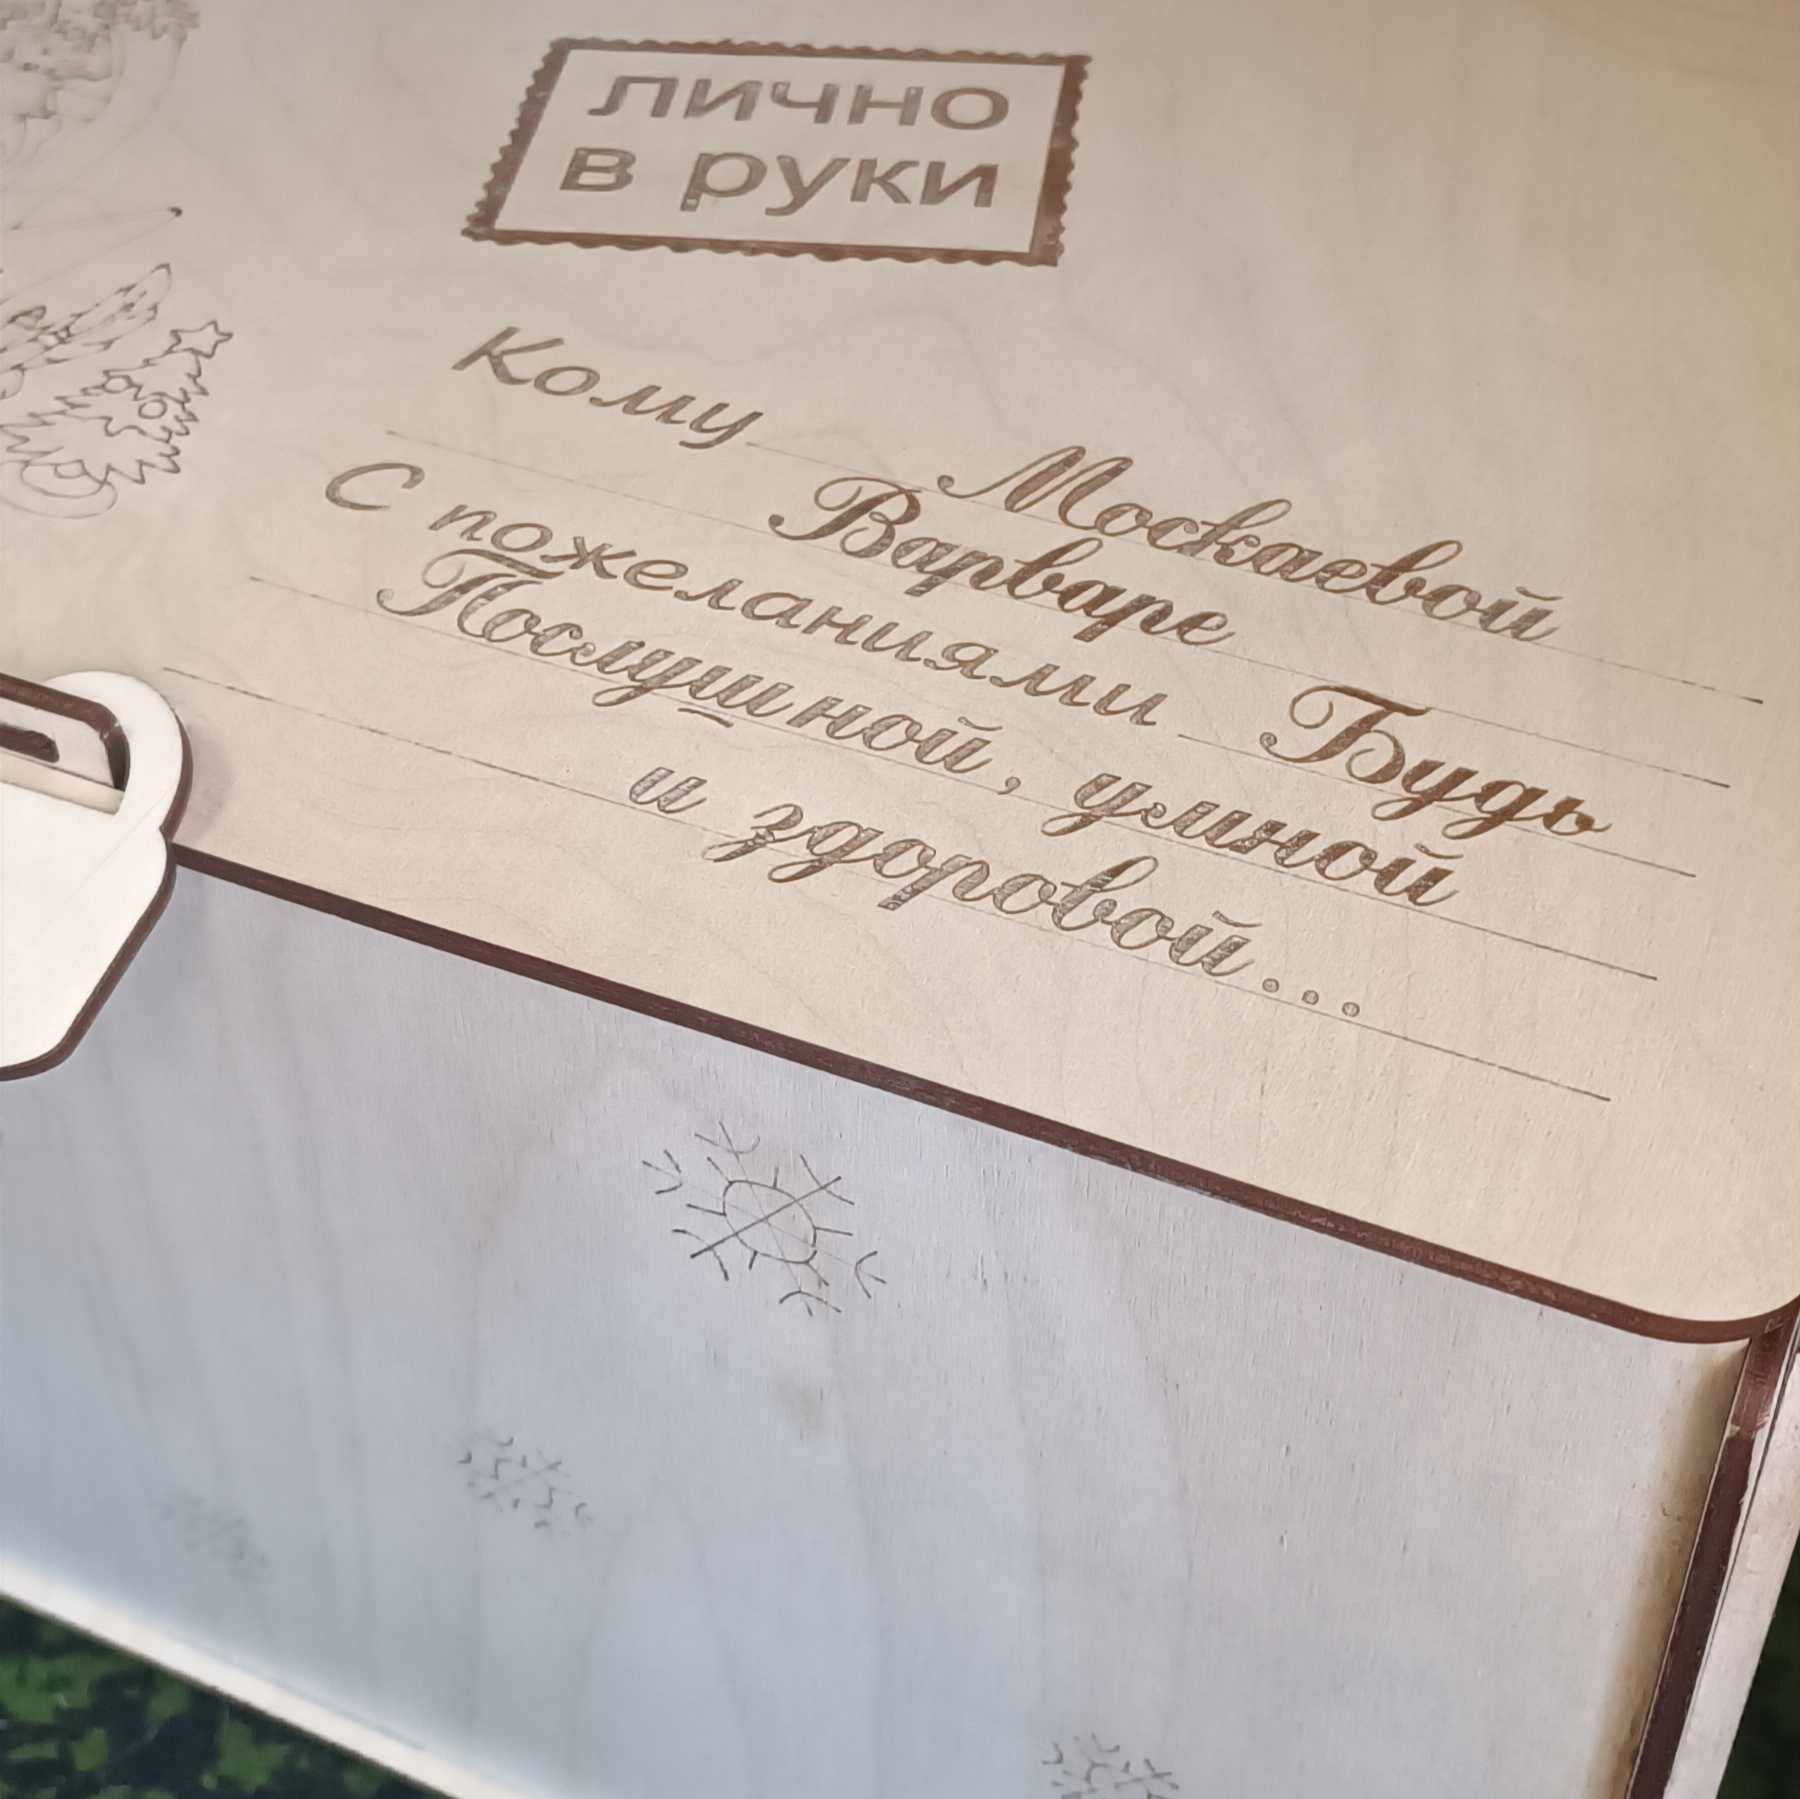 ЛИЧНО
В РУКИ
Кому Москаевой
Варваре
С пожеланиями Будь
Послушной, умной
и здоровой...